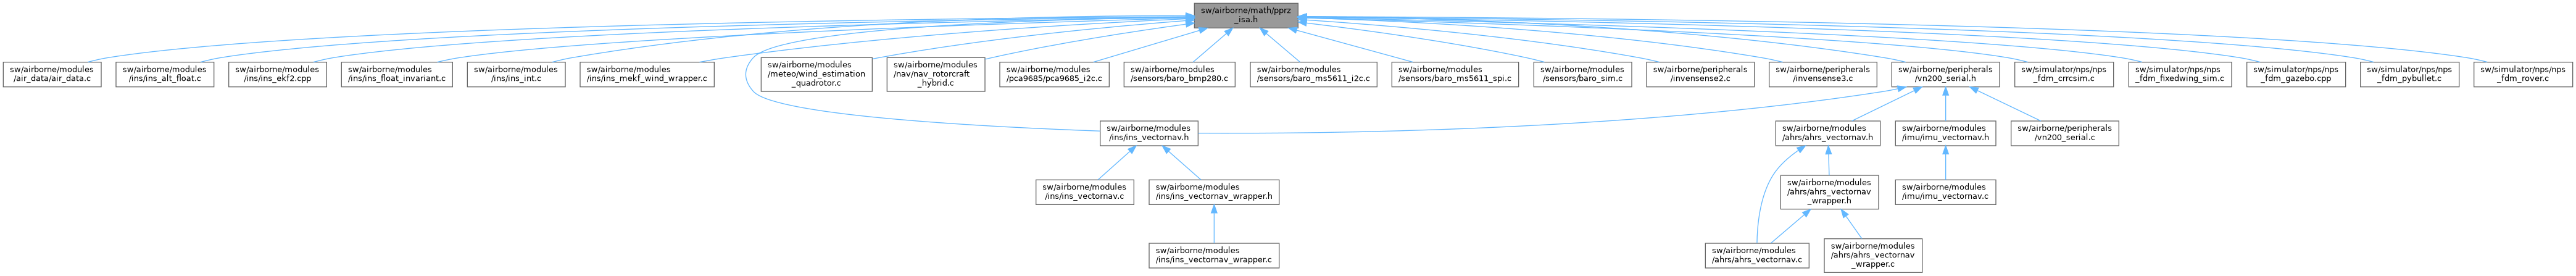 sw/airborne/math/pprz
_isa.h
sw/airborne/modules
/air_data/air_data.c
sw/airborne/modules
/ins/ins_alt_float.c
sw/airborne/modules
/ins/ins_ekf2.cpp
sw/airborne/modules
/ins/ins_float_invariant.c
sw/airborne/modules
/ins/ins_int.c
sw/airborne/modules
/ins/ins_mekf_wind_wrapper.c
sw/airborne/modules
/meteo/wind_estimation
_quadrotor.c
sw/airborne/modules
/nav/nav_rotorcraft
_hybrid.c
sw/airborne/modules
/pca9685/pca9685_i2c.c
sw/airborne/modules
/sensors/baro_bmp280.c
sw/airborne/modules
/sensors/baro_ms5611_i2c.c
sw/airborne/modules
/sensors/baro_ms5611_spi.c
sw/airborne/modules
/sensors/baro_sim.c
sw/airborne/peripherals
/invensense2.c
sw/airborne/peripherals
/invensense3.c
sw/airborne/peripherals
/vn200_serial.h
sw/simulator/nps/nps
_fdm_crrcsim.c
sw/simulator/nps/nps
_fdm_fixedwing_sim.c
sw/simulator/nps/nps
_fdm_gazebo.cpp
sw/simulator/nps/nps
_fdm_pybullet.c
sw/simulator/nps/nps
_fdm_rover.c
sw/airborne/modules
/ins/ins_vectornav.h
sw/airborne/modules
/ahrs/ahrs_vectornav.h
sw/airborne/modules
/imu/imu_vectornav.h
sw/airborne/peripherals
/vn200_serial.c
sw/airborne/modules
/ins/ins_vectornav.c
sw/airborne/modules
/ins/ins_vectornav_wrapper.h
sw/airborne/modules
/ahrs/ahrs_vectornav
_wrapper.h
sw/airborne/modules
/imu/imu_vectornav.c
sw/airborne/modules
/ins/ins_vectornav_wrapper.c
sw/airborne/modules
/ahrs/ahrs_vectornav.c
sw/airborne/modules
/ahrs/ahrs_vectornav
_wrapper.c